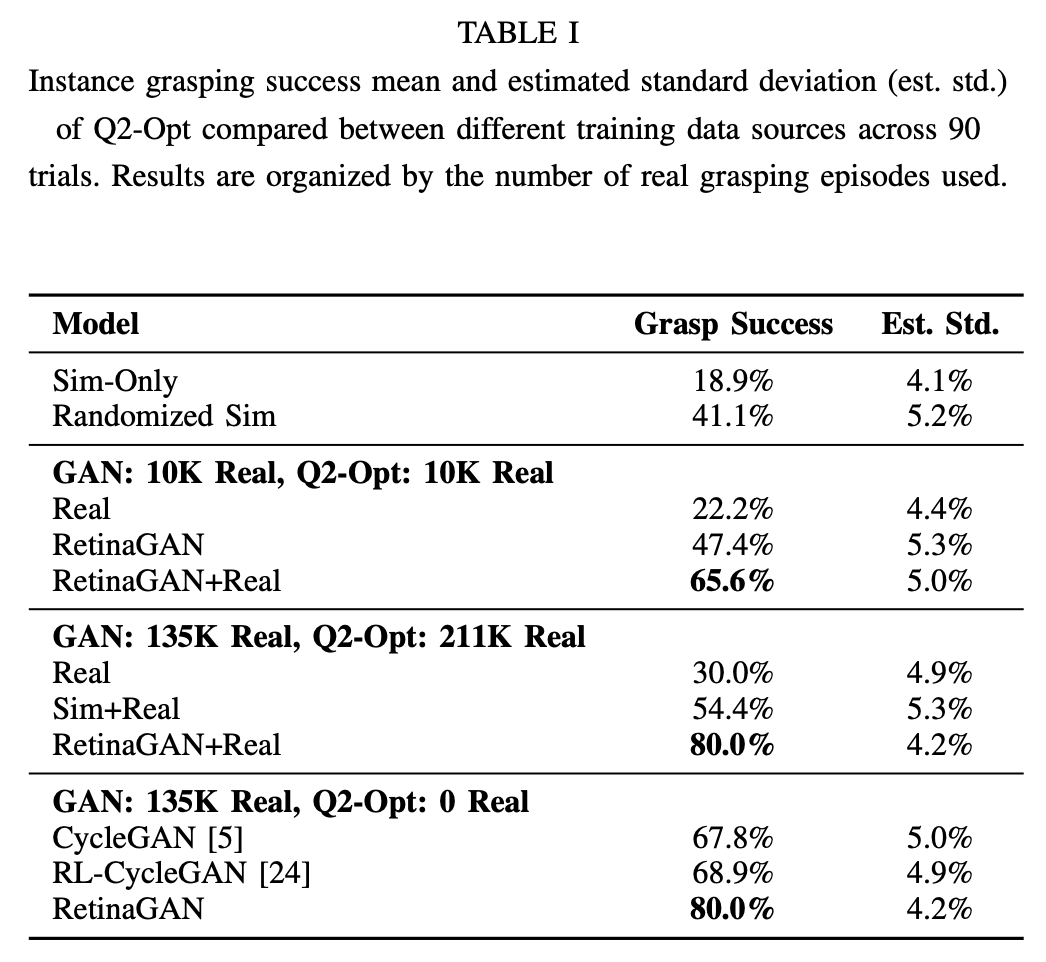 TABLE I
Instance grasping success mean and estimated standard deviation (est. std.)
of Q2-Opt compared between different training data sources across 90
trials. Results are organized by the number of real grasping episodes used.
Model Grasp Success Est. Std.
Sim-Only 18.9% 4.1%
Randomized Sim 41.1% 5.2%
GAN: 10K Real, Q2-Opt: 10K Real
Real 22.2% 4.4%
RetinaGAN 47.4% 5.3%
RetinaGAN+Real 65.6% 5.0%
GAN: 135K Real, Q2-Opt: 211K Real
Real 30.0% 4.9%
Sim+Real 54.4% 5.3%
RetinaGAN+Real 80.0% 4.2%
GAN: 135K Real, Q2-Opt: 0 Real
CycleGAN [5] 67.8% 5.0%
RL-CycleGAN [24] 68.9% 4.9%
RetinaGAN 80.0% 4.2%